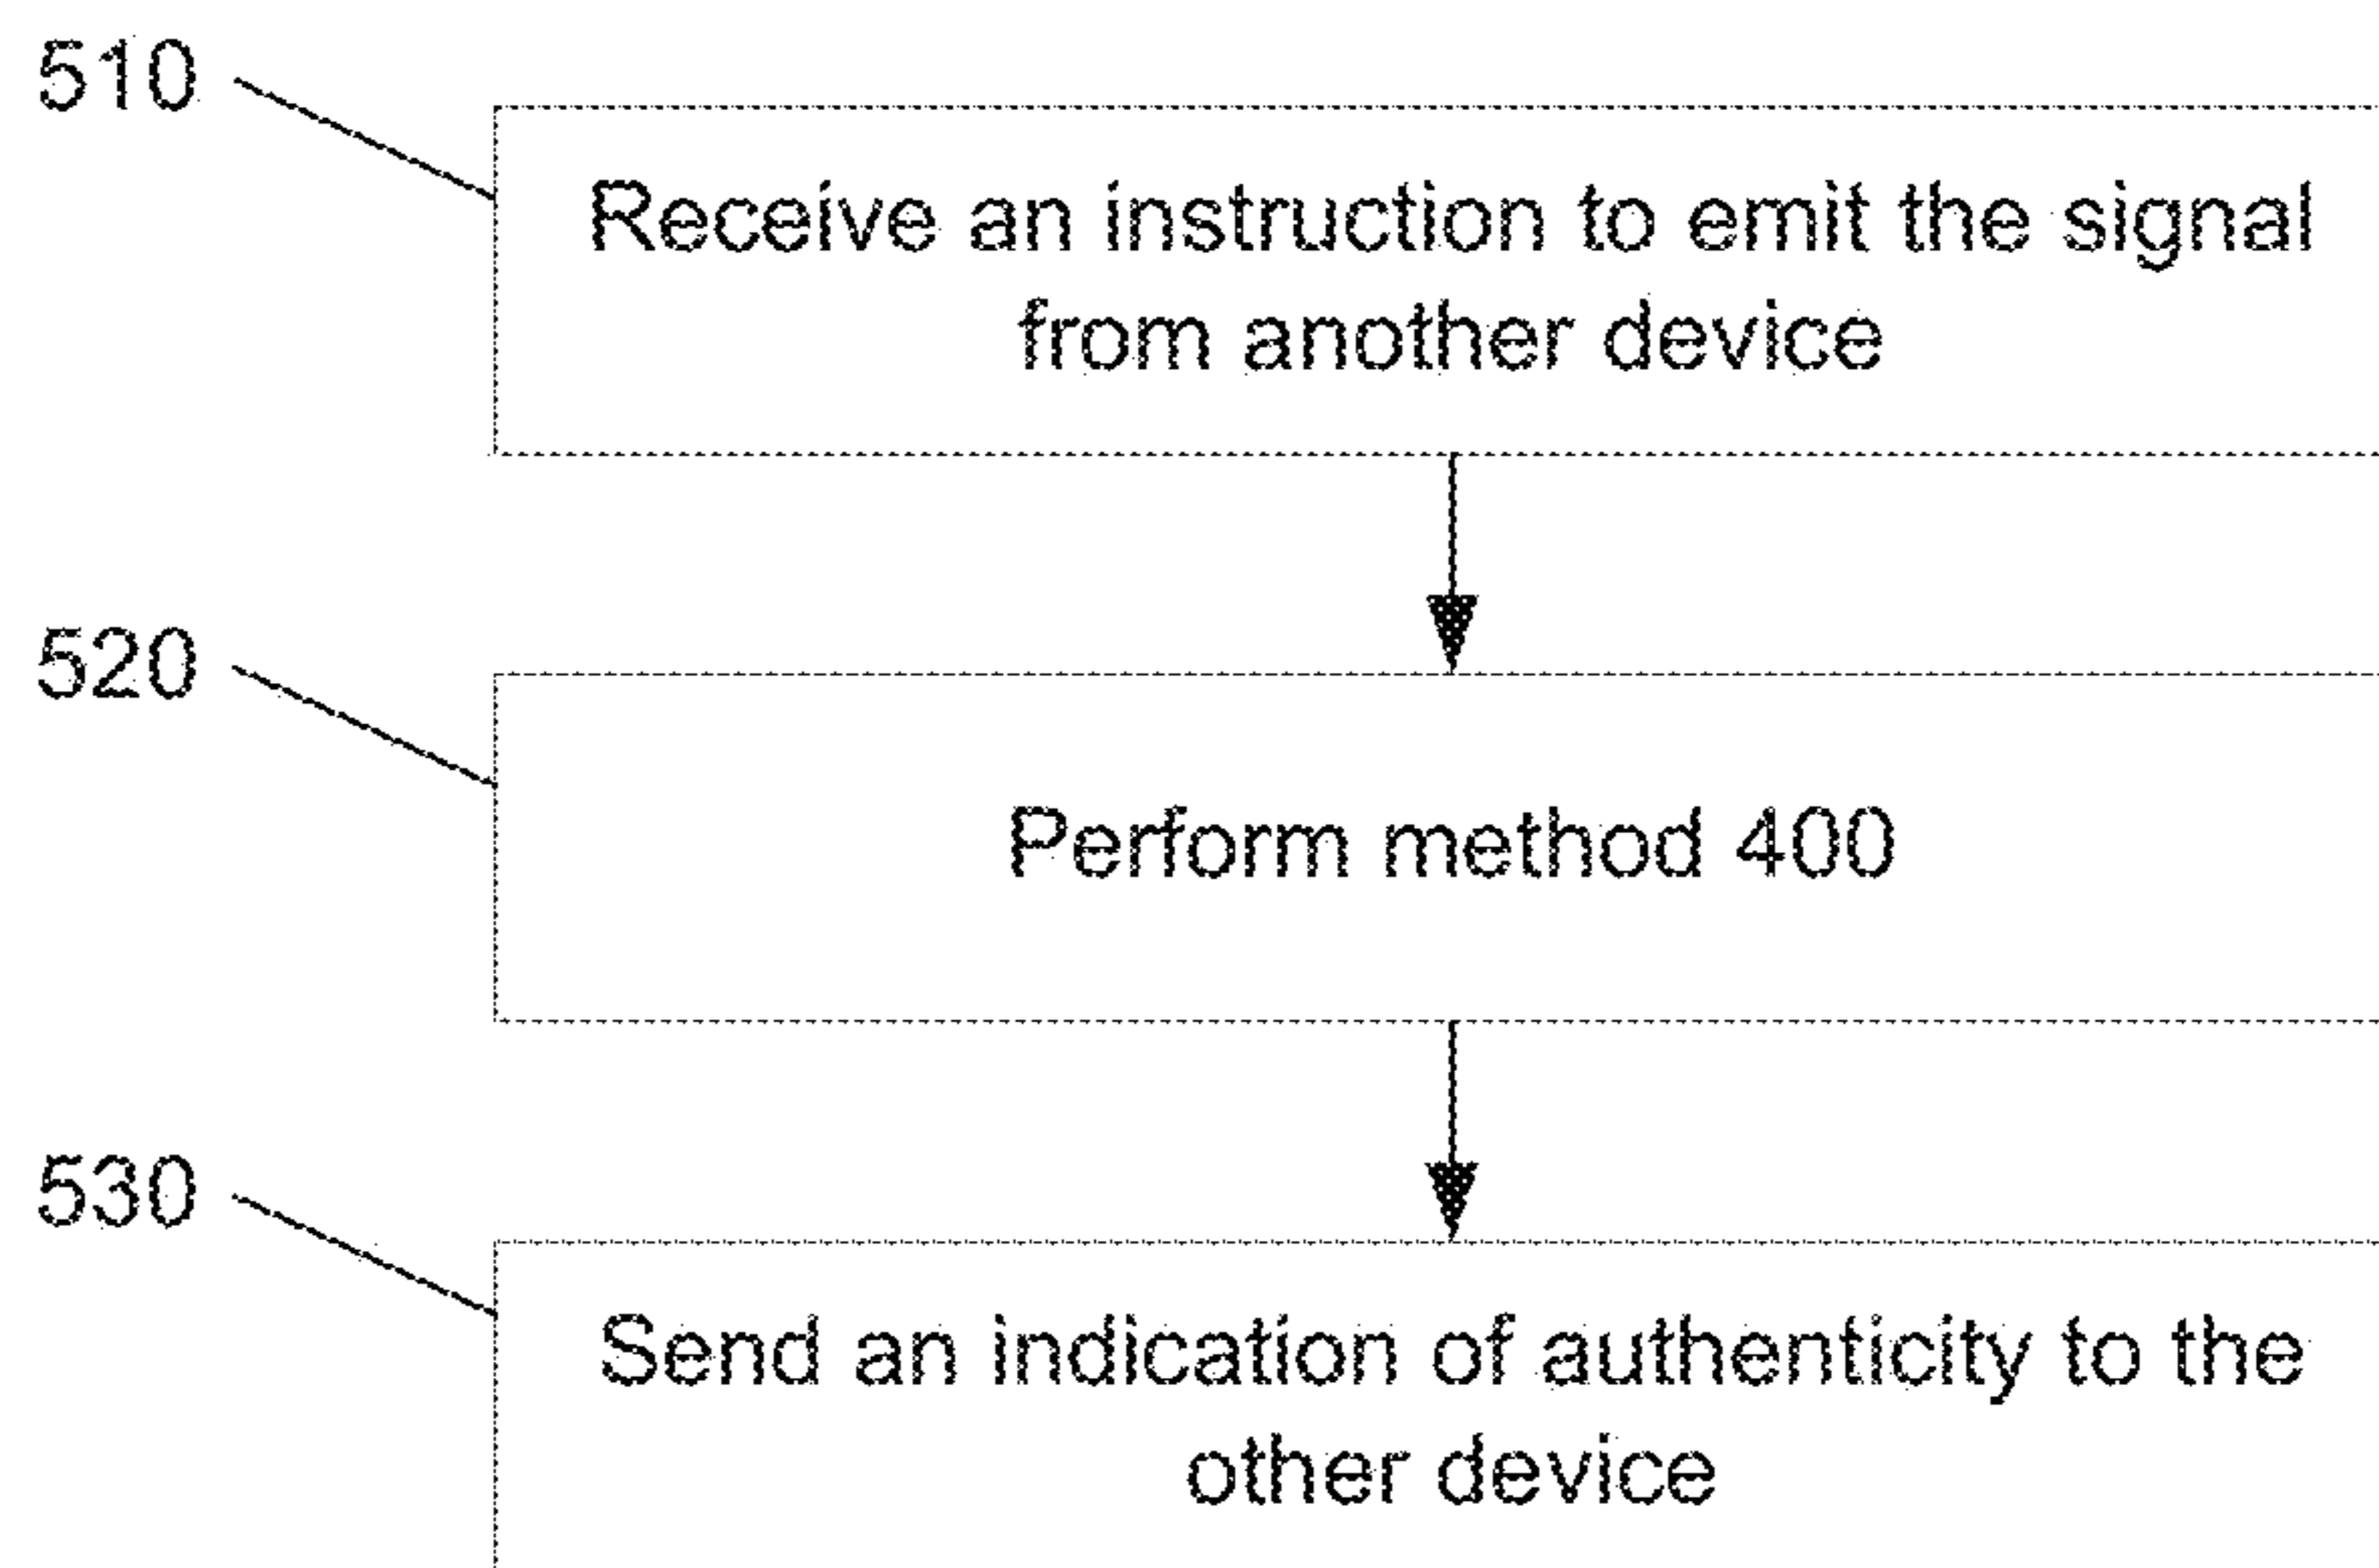 510
Receive an instruction to emit the signal
from another device
520
Perform method 400
530
Send an indication of authenticity to the
other device